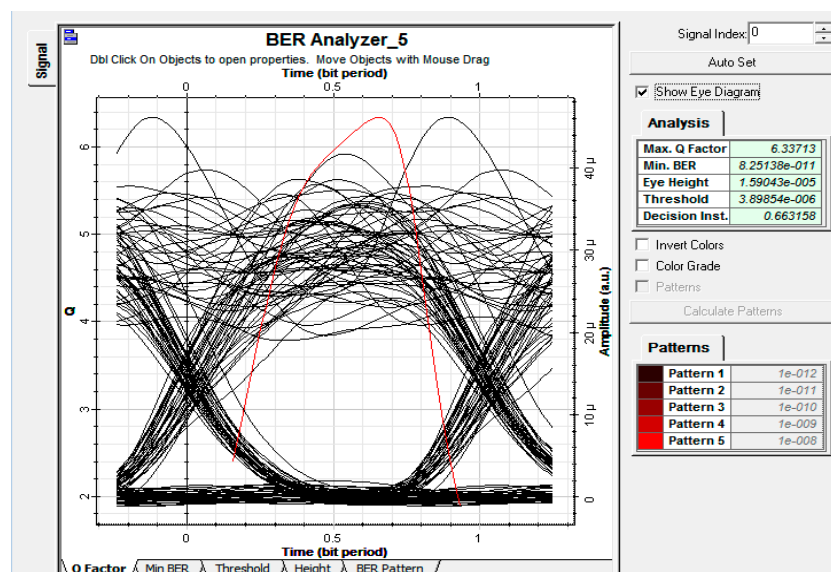 Signal
BER Analyzer_5
Dbl Click On Objects to open properties. Move Objects with Mouse Drag
Time (bit period)
0 0.5 1
Q
6
5
4
3
2
Amplitude (a.u.)
40 µ
30 µ
20 µ
10 µ
0
0 0.5 1
Time (bit period)
Q Factor Min BER Threshold Height BER Pattern
Signal Index: 0
Auto Set
Show Eye Diagram
Analysis
Max. Q Factor 6.33713
Min. BER 8.25138e-011
Eye Height 1.59043e-005
Threshold 3.89854e-006
Decision Inst. 0.663158
Invert Colors
Color Grade
Patterns
Calculate Patterns
Patterns
Pattern 1 1e-012
Pattern 2 1e-011
Pattern 3 1e-010
Pattern 4 1e-009
Pattern 5 1e-008